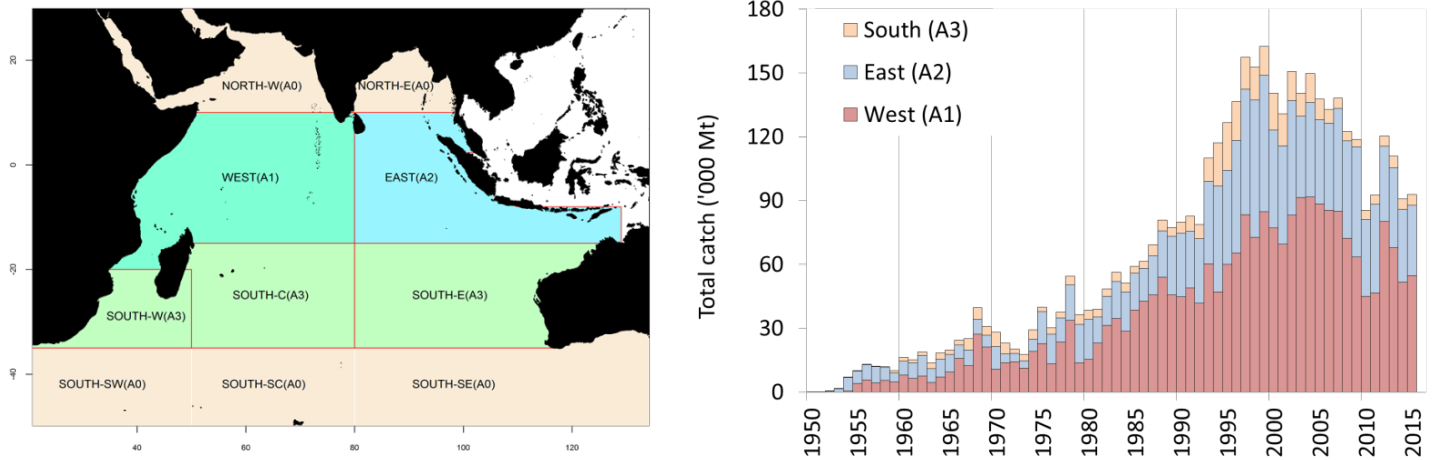 20
0
-20
-40
40
60
80
100
120
NORTH-W(A0)
NORTH-E(A0)
WEST(A1)
EAST(A2)
SOUTH-C(A3)
SOUTH-E(A3)
SOUTH-W(A3)
SOUTH-SW(A0)
SOUTH-SC(A0)
SOUTH-SE(A0)
Total catch ('000 Mt)
180
150
120
90
60
30
0
South (A3)
East (A2)
West (A1)
1950
1955
1960
1965
1970
1975
1980
1985
1990
1995
2000
2005
2010
2015